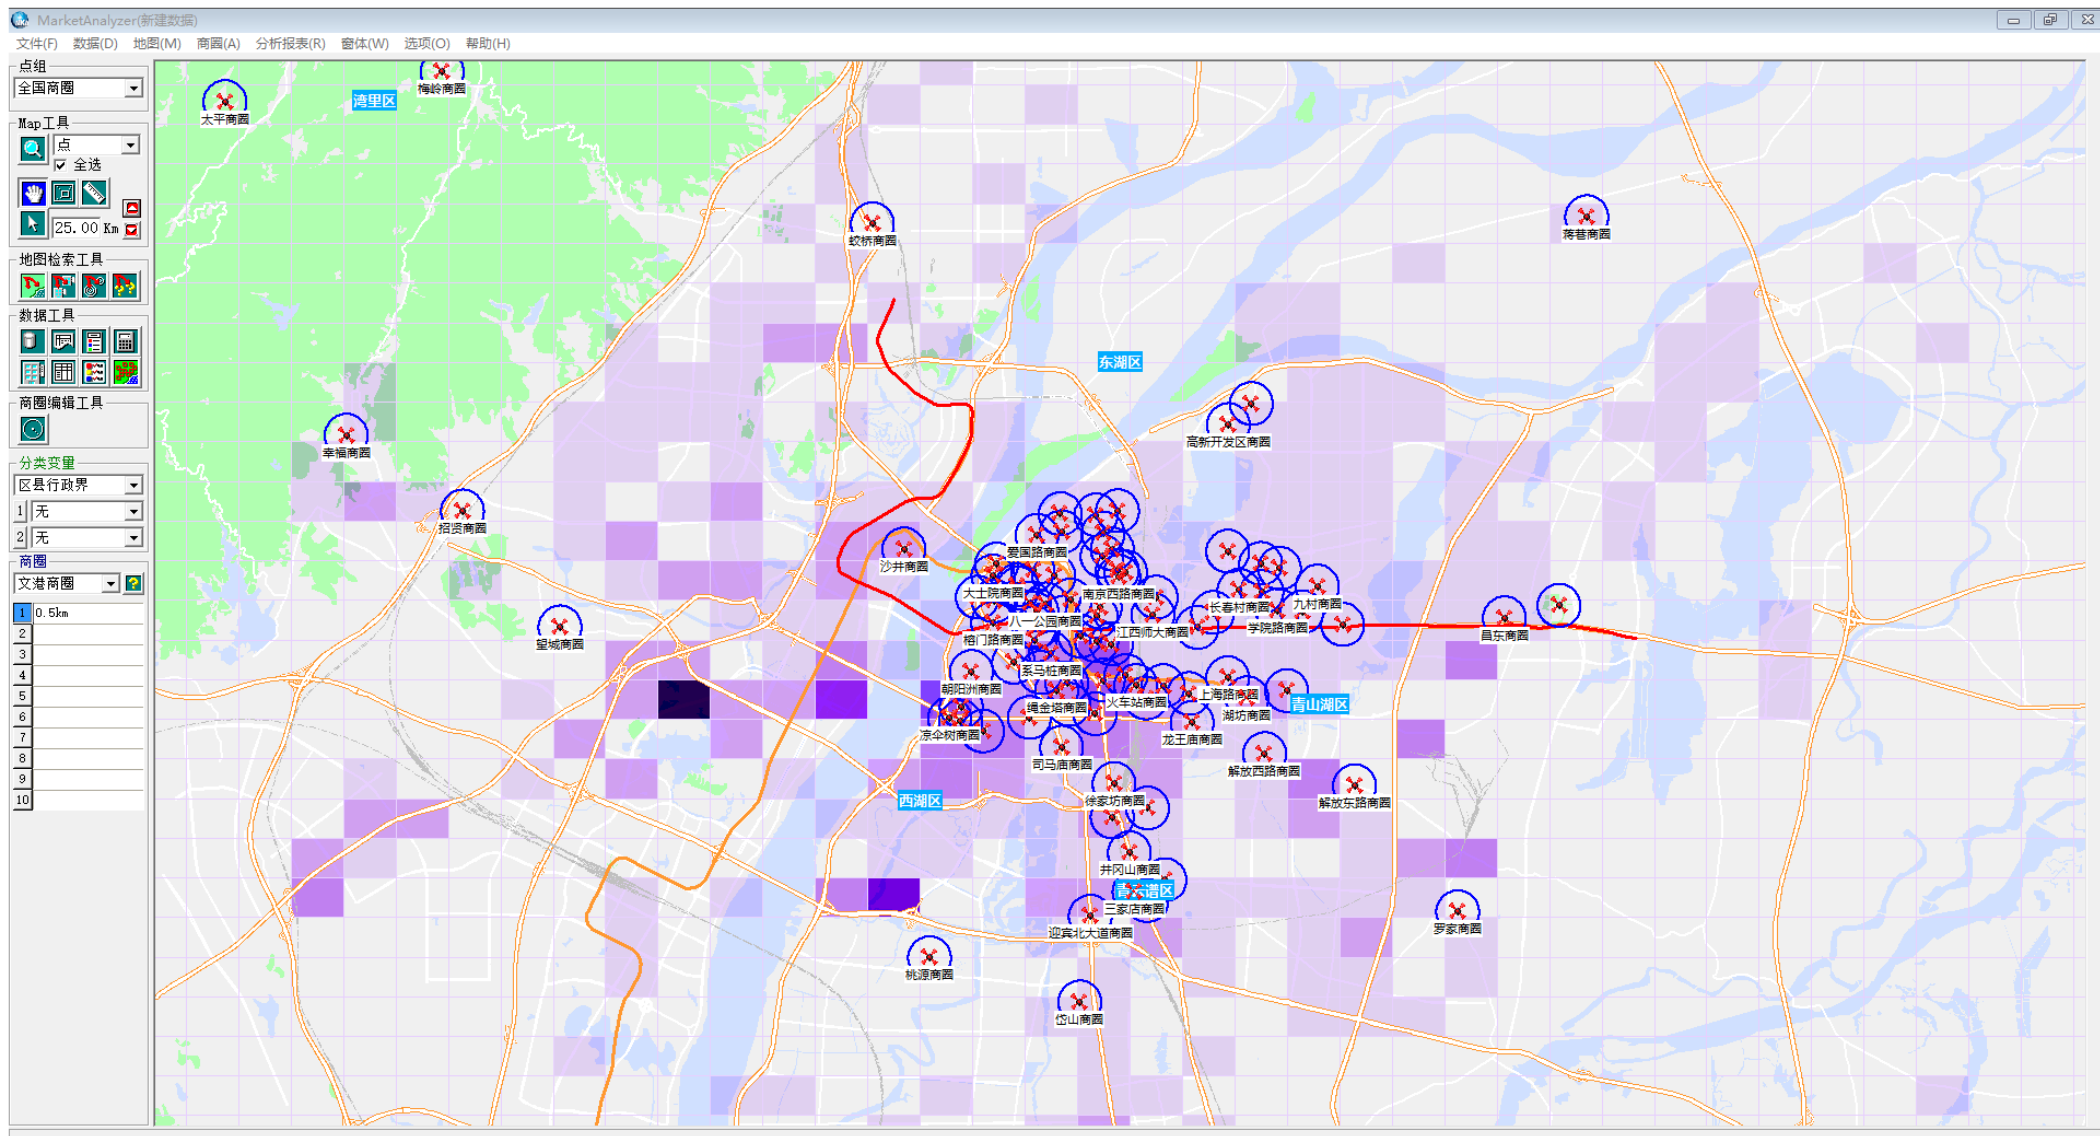 MarketAnalyzer(新建数据)
文件(F) 数据(D) 地图(M) 商圈(A) 分析报表(R) 窗体(W) 选项(O) 帮助(H)
点组
全国商圈
Map工具
点
全选
25.00 Km
地图检索工具
数据工具
商圈编辑工具
分类变量
区县行政界
1 无
2 无
商圈
文港商圈
1 0.5km
2
3
4
5
6
7
8
9
10
梅岭商圈
太平商圈
湾里区
蛟桥商圈
蒋巷商圈
东湖区
幸福商圈
高新开发区商圈
招贤商圈
爱国路商圈
沙井商圈
大士院商圈
南京西路商圈
长春村商圈
九村商圈
八一公园商圈
学院路商圈
江西师大商圈
昌东商圈
榕门路商圈
望城商圈
系马桩商圈
朝阳洲商圈
上海路商圈
火车站商圈
青山湖区
绳金塔商圈
湖坊商圈
凉伞树商圈
龙王庙商圈
司马庙商圈
解放西路商圈
西湖区
徐家坊商圈
解放东路商圈
井冈山商圈
三家店商圈
迎宾北大道商圈
罗家商圈
桃源商圈
岱山商圈